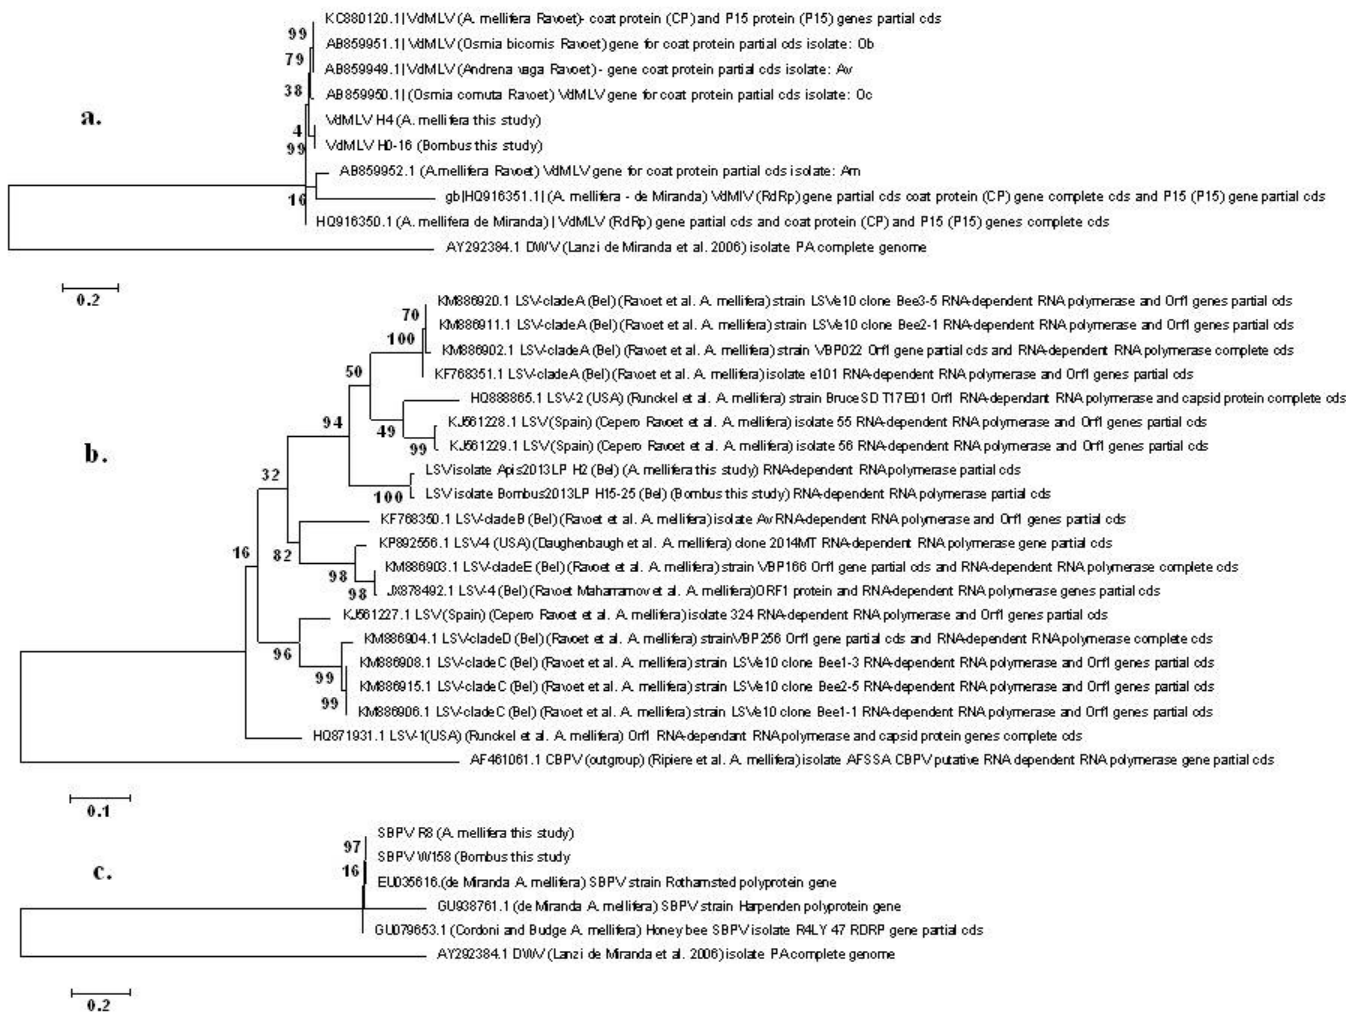 KC880120.1| VdMLV (A. mellifera Ravoet)- coat protein (CP) and P15 protein (P15) genes partial cds
99
AB859951.1| VdMLV (Osmia bicornis Ravoet) gene for coat protein partial cds isolate: Ob
79
AB859949.1| VdMLV (Andrena vaga Ravoet) - gene coat protein partial cds isolate: Av
38
AB859950.1| (Osmia cornuta Ravoet) VdMLV gene for coat protein partial cds isolate: Oc
a.
VdMLV H4 (A. mellifera this study)
4
VdMLV H0-16 (Bombus this study)
99
AB859952.1 (A.mellifera Ravoet) VdMLV gene for coat protein partial cds isolate: Am
gb|HQ916351.1| (A. mellifera - de Miranda) VdMlV (RdRp) gene partial cds coat protein (CP) gene complete cds and P15 (P15) gene partial cds
16
HQ916350.1 (A. mellifera de Miranda) | VdMLV (RdRp) gene partial cds and coat protein (CP) and P15 (P15) genes complete cds
AY292384.1 DWV (Lanzi de Miranda et al. 2006) isolate PA complete genome
0.2
KM886920.1 LSV-cladeA (Bel) (Ravoet et al. A. mellifera) strain LSVe10 clone Bee3-5 RNA-dependent RNA polymerase and Orf1 genes partial cds
70
KM886911.1 LSV-cladeA (Bel) (Ravoet et al. A. mellifera) strain LSVe10 clone Bee2-1 RNA-dependent RNA polymerase and Orf1 genes partial cds
100
KM886902.1 LSV-cladeA (Bel) (Ravoet et al. A. mellifera) strain VBP022 Orf1 gene partial cds and RNA-dependent RNA polymerase complete cds
50
KF768351.1 LSV-cladeA (Bel) (Ravoet et al. A. mellifera) isolate e101 RNA-dependent RNA polymerase and Orf1 genes partial cds
HQ888865.1 LSV-2 (USA) (Runckel et al. A. mellifera) strain BruceSD T17E01 Orf1 RNA-dependant RNA polymerase and capsid protein complete cds
94
KJ561228.1 LSV (Spain) (Cepero Ravoet et al. A. mellifera) isolate 55 RNA-dependent RNA polymerase and Orf1 genes partial cds
49
KJ561229.1 LSV (Spain) (Cepero Ravoet et al. A. mellifera) isolate 56 RNA-dependent RNA polymerase and Orf1 genes partial cds
99
b.
LSV isolate Apis2013LP H2 (Bel) (A. mellifera this study) RNA-dependent RNA polymerase partial cds
32
LSV isolate Bombus2013LP H15-25 (Bel) (Bombus this study) RNA-dependent RNA polymerase partial cds
100
KF768350.1 LSV-cladeB (Bel) (Ravoet et al. A. mellifera) isolate Av RNA-dependent RNA polymerase and Orf1 genes partial cds
KP892556.1 LSV-4 (USA) (Daughenbaugh et al. A. mellifera) clone 2014MT RNA-dependent RNA polymerase gene partial cds
16
82
KM886903.1 LSV-cladeE (Bel) (Ravoet et al. A. mellifera) strain VBP166 Orf1 gene partial cds and RNA-dependent RNA polymerase complete cds
98
JX878492.1 LSV-4 (Bel) (Ravoet Maharramov et al. A. mellifera)ORF1 protein and RNA-dependent RNA polymerase genes partial cds
98
KJ561227.1 LSV (Spain) (Cepero Ravoet et al. A. mellifera) isolate 324 RNA-dependent RNA polymerase and Orf1 genes partial cds
KM886904.1 LSV-cladeD (Bel) (Ravoet et al. A. mellifera) strainVBP256 Orf1 gene partial cds and RNA-dependent RNA polymerase complete cds
96
KM886908.1 LSV-cladeC (Bel) (Ravoet et al. A. mellifera) strain LSVe10 clone Bee1-3 RNA-dependent RNA polymerase and Orf1 genes partial cds
99
KM886915.1 LSV-cladeC (Bel) (Ravoet et al. A. mellifera) strain LSVe10 clone Bee2-5 RNA-dependent RNA polymerase and Orf1 genes partial cds
99
KM886906.1 LSV-cladeC (Bel) (Ravoet et al. A. mellifera) strain LSVe10 clone Bee1-1 RNA-dependent RNA polymerase and Orf1 genes partial cds
HQ871931.1 LSV-1(USA) (Runckel et al. A. mellifera) Orf1 RNA-dependant RNA polymerase and capsid protein genes complete cds
AF461061.1 CBPV (outgroup) (Ripiere et al. A. mellifera) isolate AFSSA CBPV putative RNA dependent RNA polymerase gene partial cds
0.1
SBPV R8 (A. mellifera this study)
97
SBPV W158 (Bombus this study
16
c.
EU035616.(de Miranda A. mellifera) SBPV strain Rothamsted polyprotein gene
GU938761.1 (de Miranda A. mellifera) SBPV strain Harpenden polyprotein gene
GU079653.1 (Cordoni and Budge A. mellifera) Honey bee SBPV isolate R4LY 47 RDRP gene partial cds
AY292384.1 DWV (Lanzi de Miranda et al. 2006) isolate PA complete genome
0.2